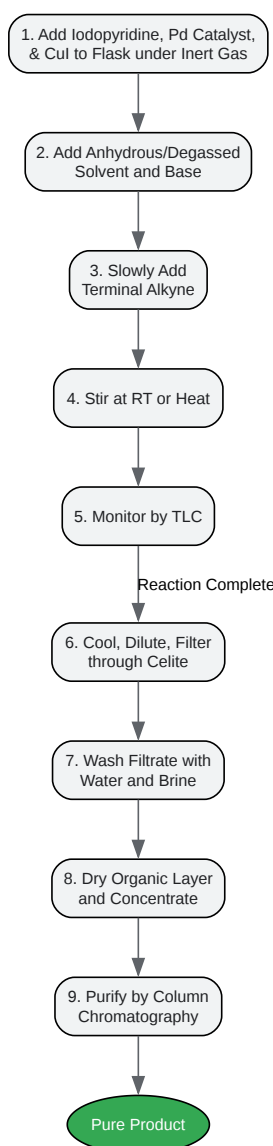 1. Add Iodopyridine, Pd Catalyst,
& CuI to Flask under Inert Gas
2. Add Anhydrous/Degassed
Solvent and Base
3. Slowly Add
Terminal Alkyne
4. Stir at RT or Heat
5. Monitor by TLC
Reaction Complete
6. Cool, Dilute, Filter
through Celite
7. Wash Filtrate with
Water and Brine
8. Dry Organic Layer
and Concentrate
9. Purify by Column
Chromatography
Pure Product